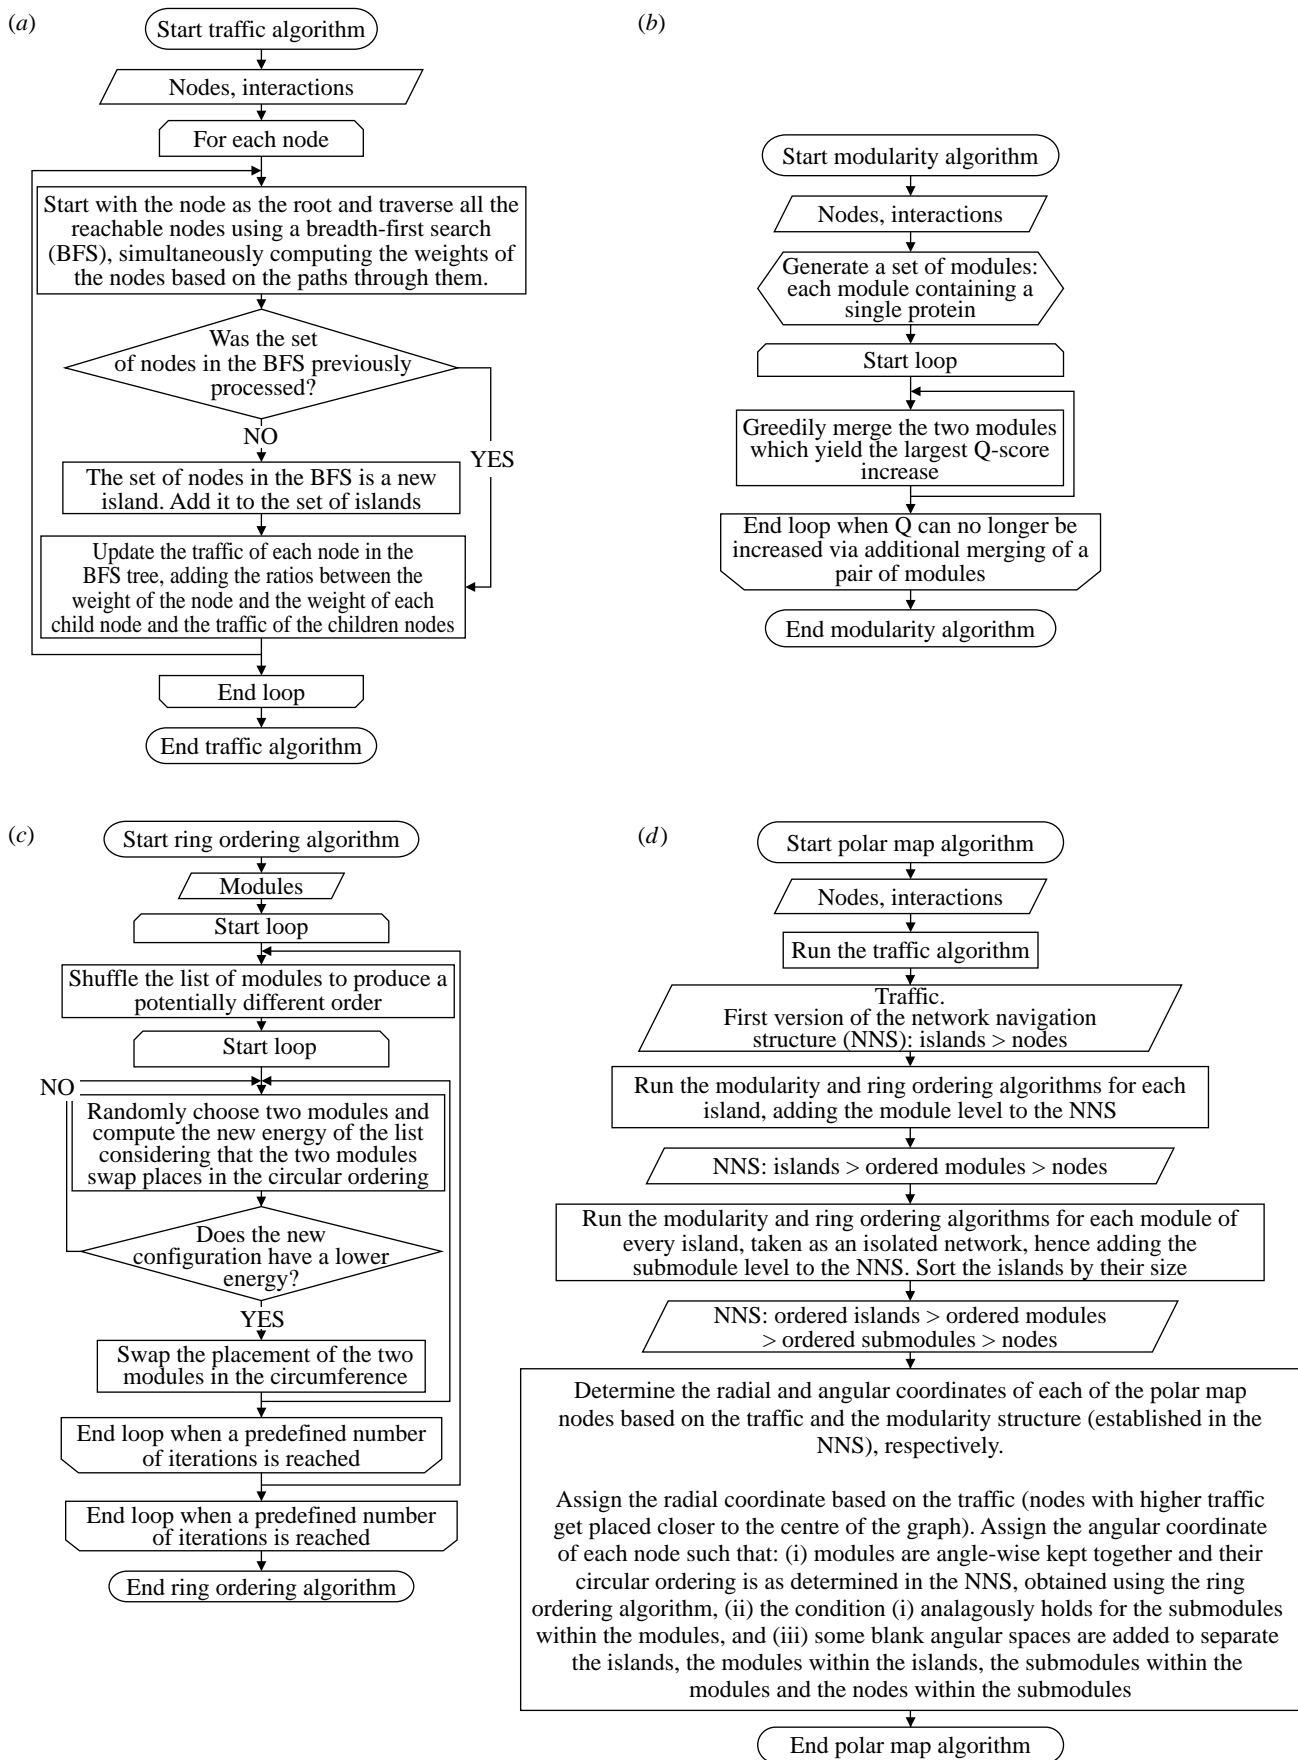 (a)
Start traffic algorithm
Nodes, interactions
For each node
Start with the node as the root and traverse all the
reachable nodes using a breadth-first search
(BFS), simultaneously computing the weights of
the nodes based on the paths through them.
Was the set
of nodes in the BFS previously
processed?
NO
YES
The set of nodes in the BFS is a new
island. Add it to the set of islands
Update the traffic of each node in the
BFS tree, adding the ratios between the
weight of the node and the weight of each
child node and the traffic of the children nodes
End loop
End traffic algorithm
(b)
Start modularity algorithm
Nodes, interactions
Generate a set of modules:
each module containing a
single protein
Start loop
Greedily merge the two modules
which yield the largest Q-score
increase
End loop when Q can no longer be
increased via additional merging of a
pair of modules
End modularity algorithm
(c)
Start ring ordering algorithm
Modules
Start loop
Shuffle the list of modules to produce a
potentially different order
Start loop
NO
Randomly choose two modules and
compute the new energy of the list
considering that the two modules
swap places in the circular ordering
Does the new
configuration have a lower
energy?
YES
Swap the placement of the two
modules in the circumference
End loop when a predefined number
of iterations is reached
End loop when a predefined number
of iterations is reached
End ring ordering algorithm
(d)
Start polar map algorithm
Nodes, interactions
Run the traffic algorithm
Traffic.
First version of the network navigation
structure (NNS): islands > nodes
Run the modularity and ring ordering algorithms for each
island, adding the module level to the NNS
NNS: islands > ordered modules > nodes
Run the modularity and ring ordering algorithms for each module of
every island, taken as an isolated network, hence adding the
submodule level to the NNS. Sort the islands by their size
NNS: ordered islands > ordered modules
> ordered submodules > nodes
Determine the radial and angular coordinates of each of the polar map
nodes based on the traffic and the modularity structure (established in the
NNS), respectively.
Assign the radial coordinate based on the traffic (nodes with higher traffic
get placed closer to the centre of the graph). Assign the angular coordinate
of each node such that: (i) modules are angle-wise kept together and their
circular ordering is as determined in the NNS, obtained using the ring
ordering algorithm, (ii) the condition (i) analagously holds for the submodules
within the modules, and (iii) some blank angular spaces are added to separate
the islands, the modules within the islands, the submodules within the
modules and the nodes within the submodules
End polar map algorithm